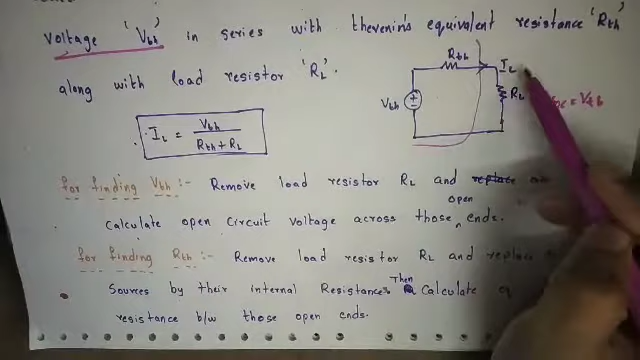 voltage 'Vth' in series with thevenin's equivalent resistance 'Rth'
along with load resistor 'RL'.
Rth
IL
Vth
RL
= Vth
IL = Vth / Rth + RL
for finding Vth :- Remove load resistor RL and
open
Calculate open circuit voltage across those ends.
for finding Rth :- Remove load resistor RL and replace
Then
Sources by their internal Resistances Calculate
resistance b/w those open ends.